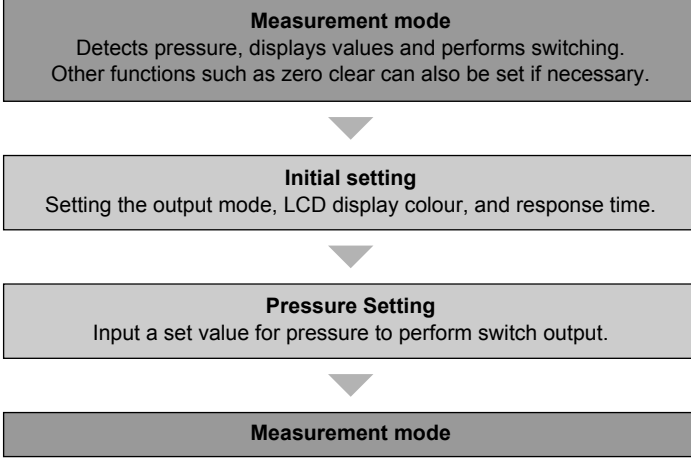 Measurement mode
Detects pressure, displays values and performs switching.
Other functions such as zero clear can also be set if necessary.
Initial setting
Setting the output mode, LCD display colour, and response time.
Pressure Setting
Input a set value for pressure to perform switch output.
Measurement mode